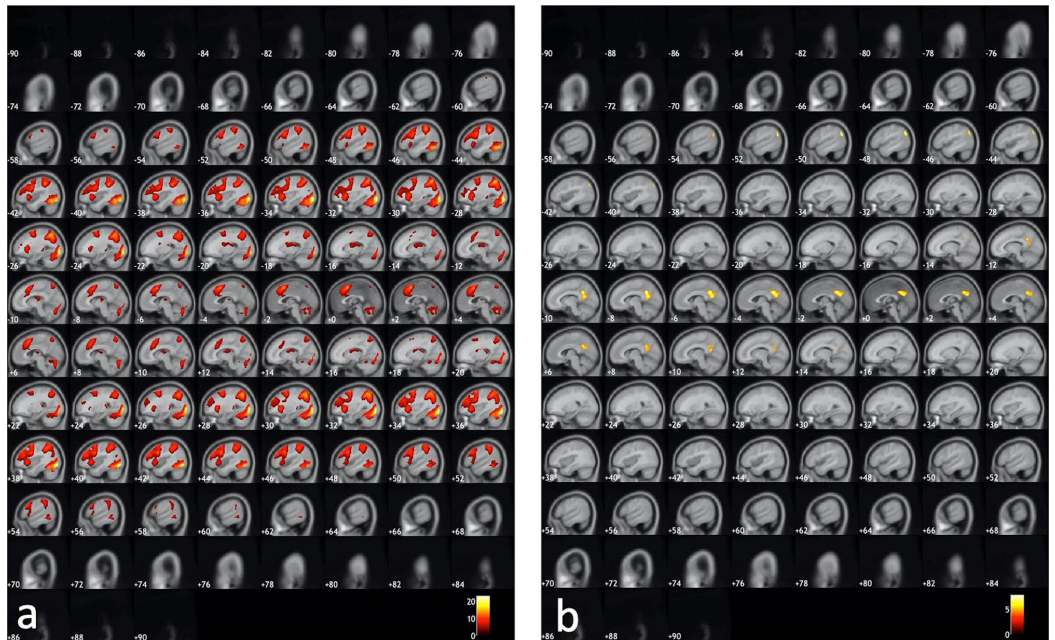 -90 -88 -86 -84 -82 -80 -78 -76
-74 -72 -70 -68 -66 -64 -62 -60
-58 -56 -54 -52 -50 -48 -46 -44
-42 -40 -38 -36 -34 -32 -30 -28
-26 -24 -22 -20 -18 -16 -14 -12
-10 -8 -6 -4 -2 +0 +2 +4
+6 +8 +10 +12 +14 +16 +18 +20
+22 +24 +26 +28 +30 +32 +34 +36
+38 +40 +42 +44 +46 +48 +50 +52
+54 +56 +58 +60 +62 +64 +66 +68
+70 +72 +74 +76 +78 +80 +82 +84
+86 +88 +90
a
20
10
0
-90 -88 -86 -84 -82 -80 -78 -76
-74 -72 -70 -68 -66 -64 -62 -60
-58 -56 -54 -52 -50 -48 -46 -44
-42 -40 -38 -36 -34 -32 -30 -28
-26 -24 -22 -20 -18 -16 -14 -12
-10 -8 -6 -4 -2 +0 +2 +4
+6 +8 +10 +12 +14 +16 +18 +20
+22 +24 +26 +28 +30 +32 +34 +36
+38 +40 +42 +44 +46 +48 +50 +52
+54 +56 +58 +60 +62 +64 +66 +68
+70 +72 +74 +76 +78 +80 +82 +84
+86 +88 +90
b
5
0